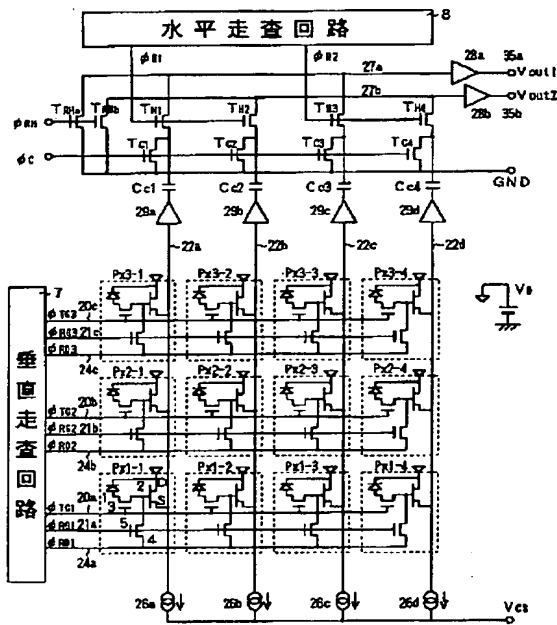 水平走査回路
8
φH1
φH2
27a
28a
35a
Vout1
27b
28b
35b
Vout2
TRHa
TRHb
TH1
TH2
TH3
TH4
φRH
φC
TC1
TC2
TC3
TC4
GND
Cc1
Cc2
Cc3
Cc4
29a
29b
29c
29d
22a
22b
22c
22d
7
垂直走査回路
Px3-1
Px3-2
Px3-3
Px3-4
φTG3
20c
φRG3
21c
φRD3
24c
Px2-1
Px2-2
Px2-3
Px2-4
φTG2
20b
φRG2
21b
φRD2
24b
Px1-1
Px1-2
Px1-3
Px1-4
20a
1
2
D
S
3
φTG1
φRG1
21a
5
4
φRD1
24a
26a
26b
26c
26d
VCS